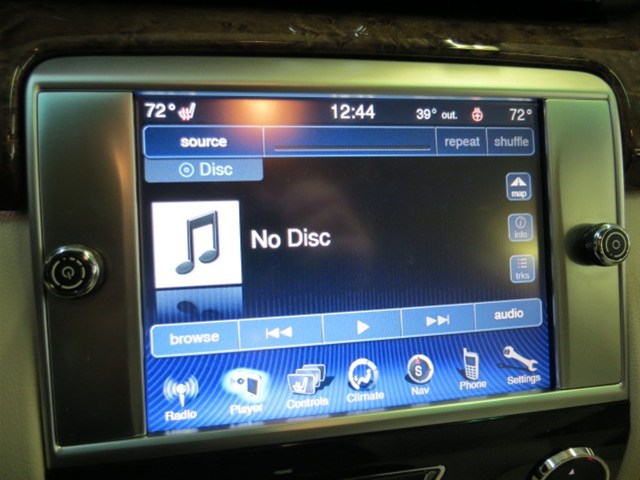 72° 12:44 39° out. 72°
source repeat shuffle
Disc
map
No Disc
info
trks
browse audio
Radio Player Controls Climate S Nav Phone Settings